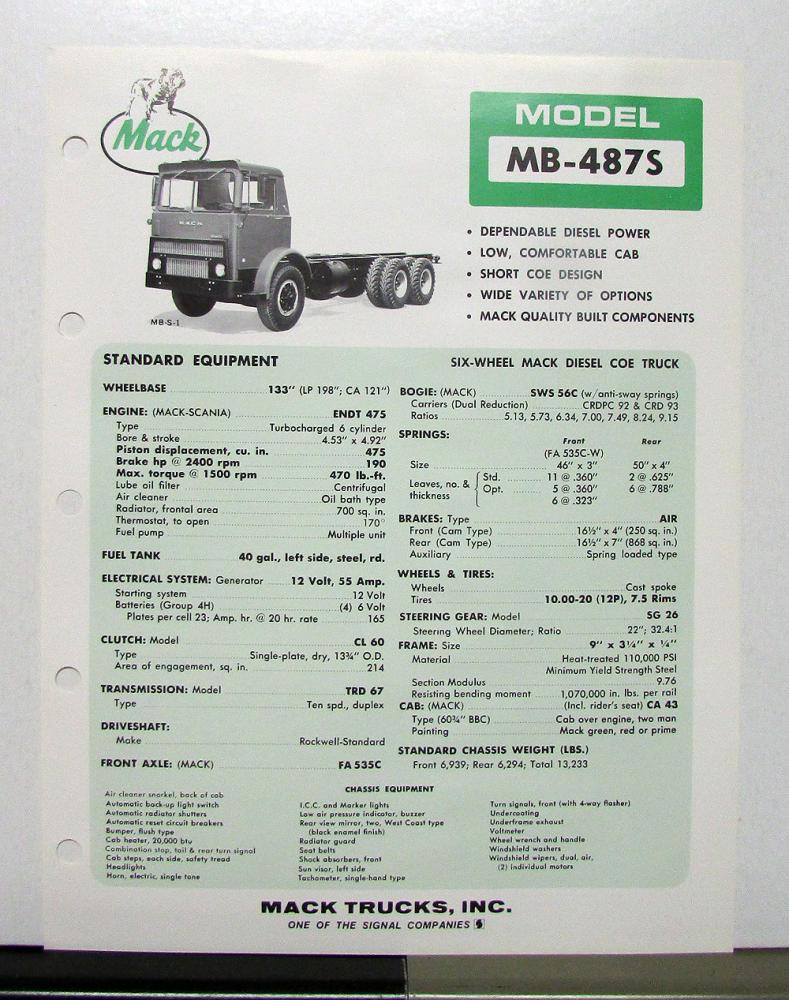 Mack
MACK
MB-S-1
MODEL
MB-487S
• DEPENDABLE DIESEL POWER
• LOW, COMFORTABLE CAB
• SHORT COE DESIGN
• WIDE VARIETY OF OPTIONS
• MACK QUALITY BUILT COMPONENTS
STANDARD EQUIPMENT
SIX-WHEEL MACK DIESEL COE TRUCK
WHEELBASE 133" (LP 198"; CA 121")
ENGINE: (MACK-SCANIA) ENDT 475
Type Turbocharged 6 cylinder
Bore & stroke 4.53" x 4.92"
Piston displacement, cu. in. 475
Brake hp @ 2400 rpm 190
Max. torque @ 1500 rpm 470 lb.-ft.
Lube oil filter Centrifugal
Air cleaner Oil bath type
Radiator, frontal area 700 sq. in.
Thermostat, to open 170°
Fuel pump Multiple unit
FUEL TANK 40 gal., left side, steel, rd.
ELECTRICAL SYSTEM: Generator 12 Volt, 55 Amp.
Starting system 12 Volt
Batteries (Group 4H) (4) 6 Volt
Plates per cell 23; Amp. hr. @ 20 hr. rate 165
CLUTCH: Model CL 60
Type Single-plate, dry, 13¾" O.D.
Area of engagement, sq. in. 214
TRANSMISSION: Model TRD 67
Type Ten spd., duplex
DRIVESHAFT:
Make Rockwell-Standard
FRONT AXLE: (MACK) FA 535C
BOGIE: (MACK) SWS 56C (w/anti-sway springs)
Carriers (Dual Reduction) CRDPC 92 & CRD 93
Ratios 5.13, 5.73, 6.34, 7.00, 7.49, 8.24, 9.15
SPRINGS:
Front Rear
(FA 535C-W)
Size 46" x 3" 50" x 4"
Leaves, no. & thickness Std. 11 @ .360" 2 @ .625"
Opt. 5 @ .360" 6 @ .788"
6 @ .323"
BRAKES: Type AIR
Front (Cam Type) 16½" x 4" (250 sq. in.)
Rear (Cam Type) 16½" x 7" (868 sq. in.)
Auxiliary Spring loaded type
WHEELS & TIRES:
Wheels Cast spoke
Tires 10.00-20 (12P), 7.5 Rims
STEERING GEAR: Model SG 26
Steering Wheel Diameter; Ratio 22"; 32.4:1
FRAME: Size 9" x 3¼" x ¼"
Material Heat-treated 110,000 PSI
Minimum Yield Strength Steel
Section Modulus 9.76
Resisting bending moment 1,070,000 in. lbs. per rail
CAB: (MACK) (Incl. rider's seat) CA 43
Type (60¾" BBC) Cab over engine, two man
Painting Mack green, red or prime
STANDARD CHASSIS WEIGHT (LBS.)
Front 6,939; Rear 6,294; Total 13,233
CHASSIS EQUIPMENT
Air cleaner snorkel, back of cab
Automatic back-up light switch
Automatic radiator shutters
Automatic reset circuit breakers
Bumper, flush type
Cab heater, 20,000 btu
Combination stop, tail & rear turn signal
Cab steps, each side, safety tread
Headlights
Horn, electric, single tone
I.C.C. and Marker lights
Low air pressure indicator, buzzer
Rear view mirror, two, West Coast type
(black enamel finish)
Radiator guard
Seat belts
Shock absorbers, front
Sun visor, left side
Tachometer, single-hand type
Turn signals, front (with 4-way flasher)
Undercoating
Underframe exhaust
Voltmeter
Wheel wrench and handle
Windshield washers
Windshield wipers, dual, air,
(2) individual motors
MACK TRUCKS, INC.
ONE OF THE SIGNAL COMPANIES